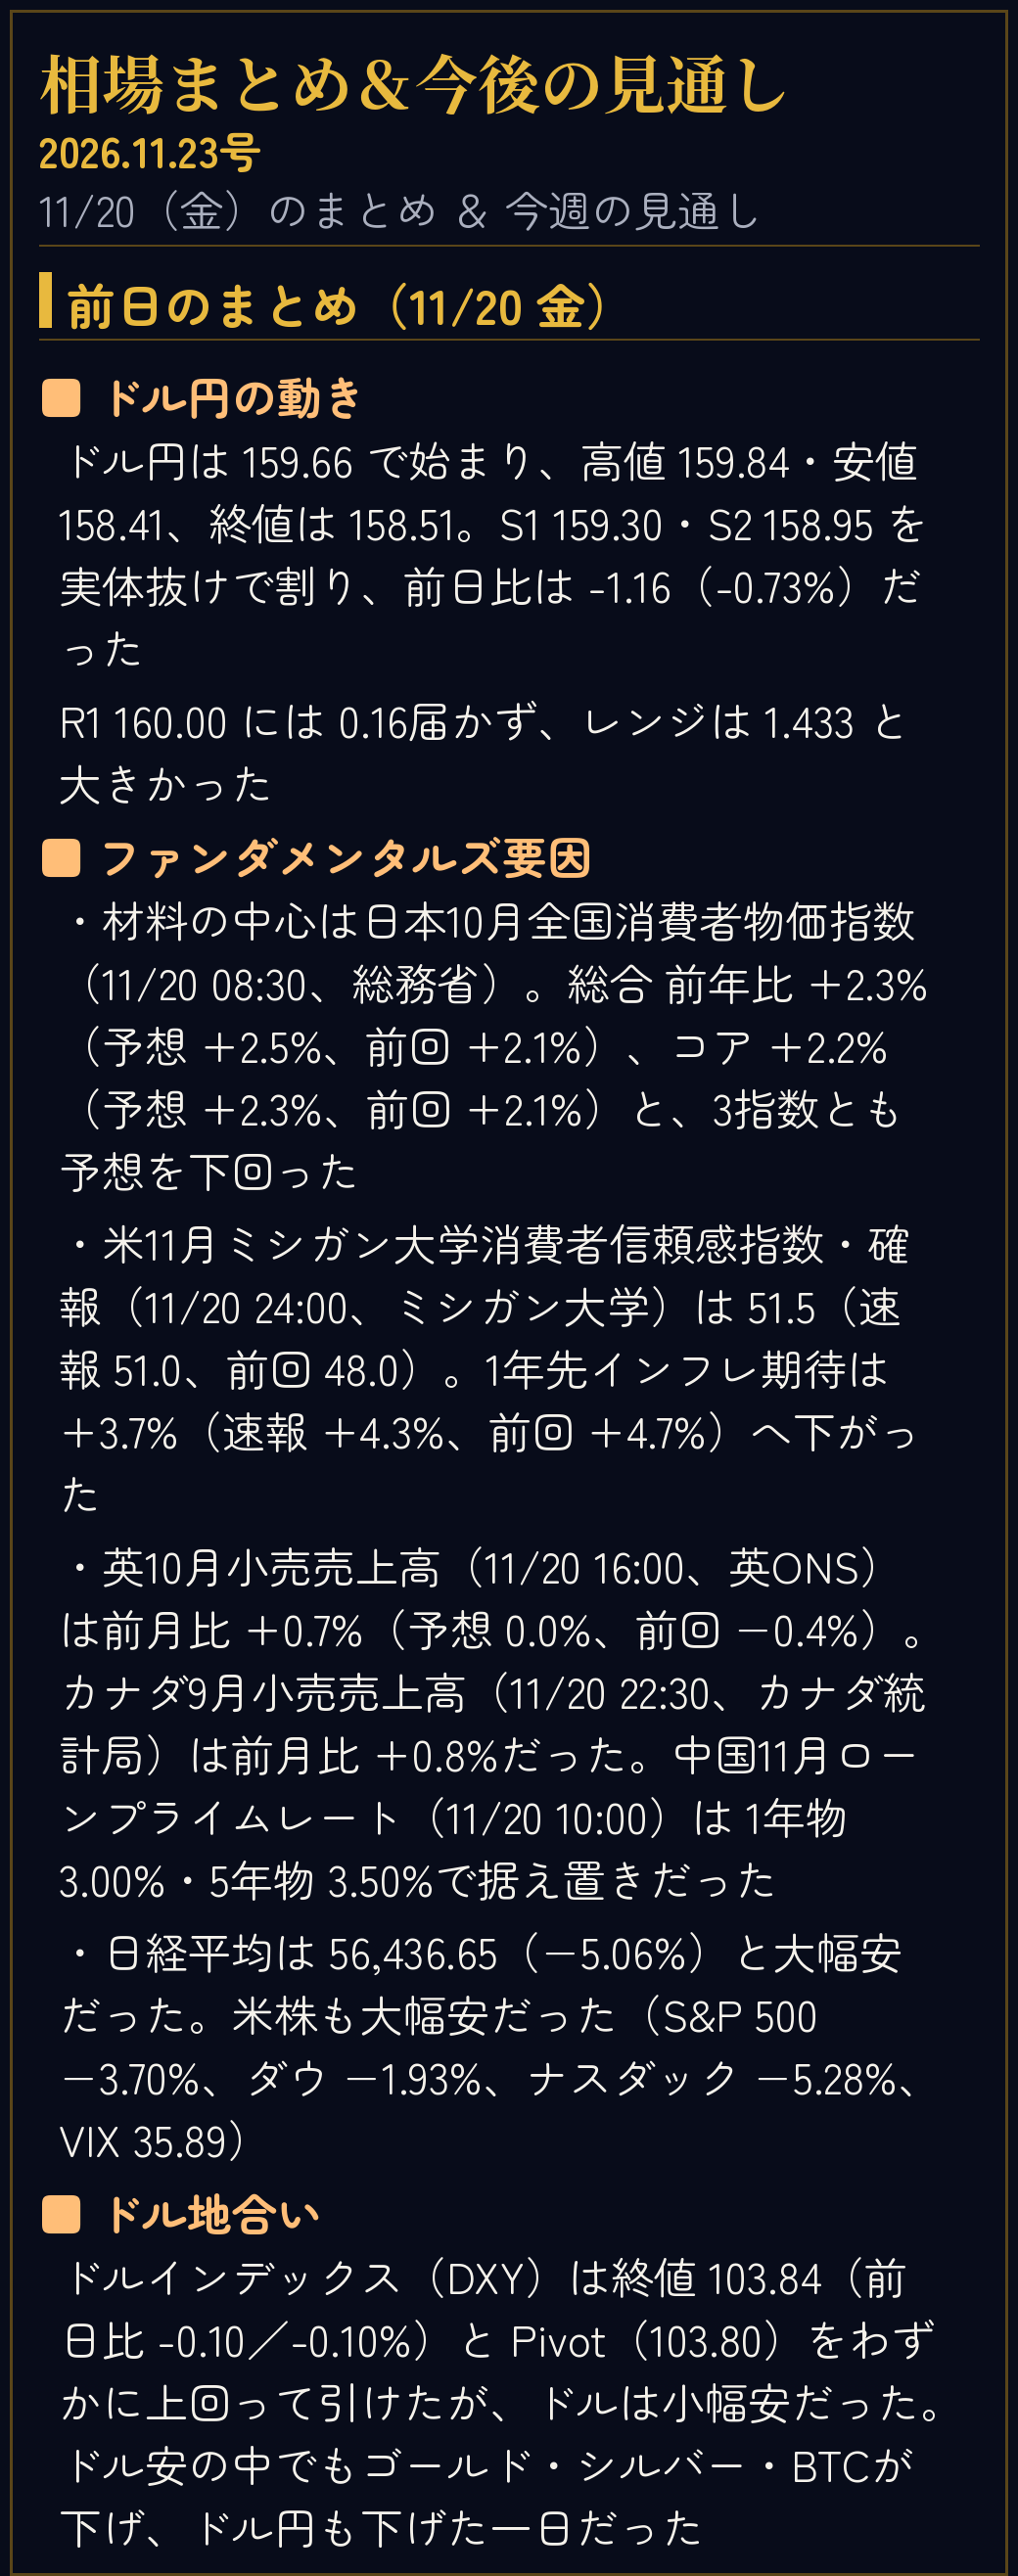 相場まとめ&今後の見通し
2026.11.23号
11/20（金）のまとめ ＆ 今週の見通し
前日のまとめ（11/20 金）
■ ドル円の動き
ドル円は 159.66 で始まり、高値 159.84・安値
158.41、終値は 158.51。S1 159.30・S2 158.95 を
実体抜けで割り、前日比は -1.16（-0.73%）だ
った
R1 160.00 には 0.16届かず、レンジは 1.433 と
大きかった
■ ファンダメンタルズ要因
・材料の中心は日本10月全国消費者物価指数
（11/20 08:30、総務省）。総合 前年比 +2.3%
（予想 +2.5%、前回 +2.1%）、コア +2.2%
（予想 +2.3%、前回 +2.1%）と、3指数とも
予想を下回った
・米11月ミシガン大学消費者信頼感指数・確
報（11/20 24:00、ミシガン大学）は 51.5（速
報 51.0、前回 48.0）。1年先インフレ期待は
+3.7%（速報 +4.3%、前回 +4.7%）へ下がっ
た
・英10月小売売上高（11/20 16:00、英ONS）
は前月比 +0.7%（予想 0.0%、前回 −0.4%）。
カナダ9月小売売上高（11/20 22:30、カナダ統
計局）は前月比 +0.8%だった。中国11月ロー
ンプライムレート（11/20 10:00）は 1年物
3.00%・5年物 3.50%で据え置きだった
・日経平均は 56,436.65（−5.06%）と大幅安
だった。米株も大幅安だった（S&P 500
−3.70%、ダウ −1.93%、ナスダック −5.28%、
VIX 35.89）
■ ドル地合い
ドルインデックス（DXY）は終値 103.84（前
日比 -0.10／-0.10%）と Pivot（103.80）をわず
かに上回って引けたが、ドルは小幅安だった。
ドル安の中でもゴールド・シルバー・BTCが
下げ、ドル円も下げた一日だった